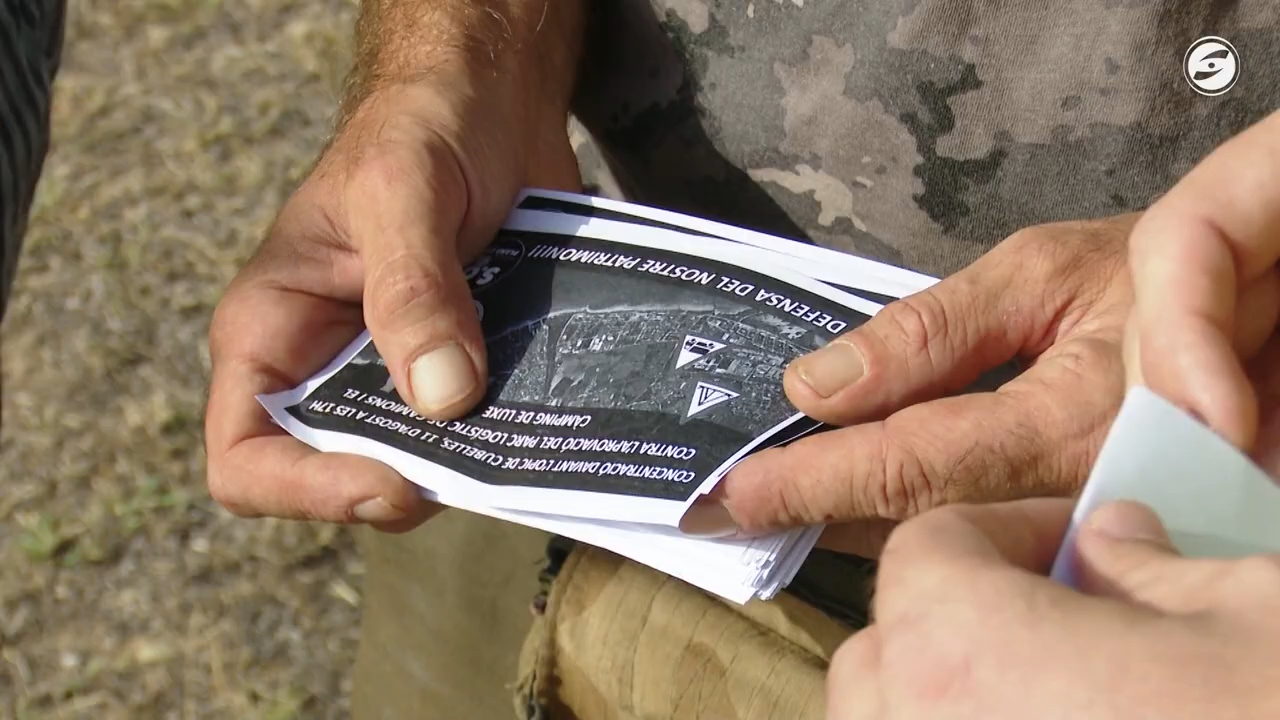 CONCENTRACIÓ DAVANT L'OPIC DE CUBELLES, 11 D'AGOST A LES 17H
CONTRA L'APROVACIÓ DEL PARC LOGÍSTIC DE CAMIONS I EL
CÀMPING DE LUXE
DEFENSA DEL NOSTRE PATRIMONI!!